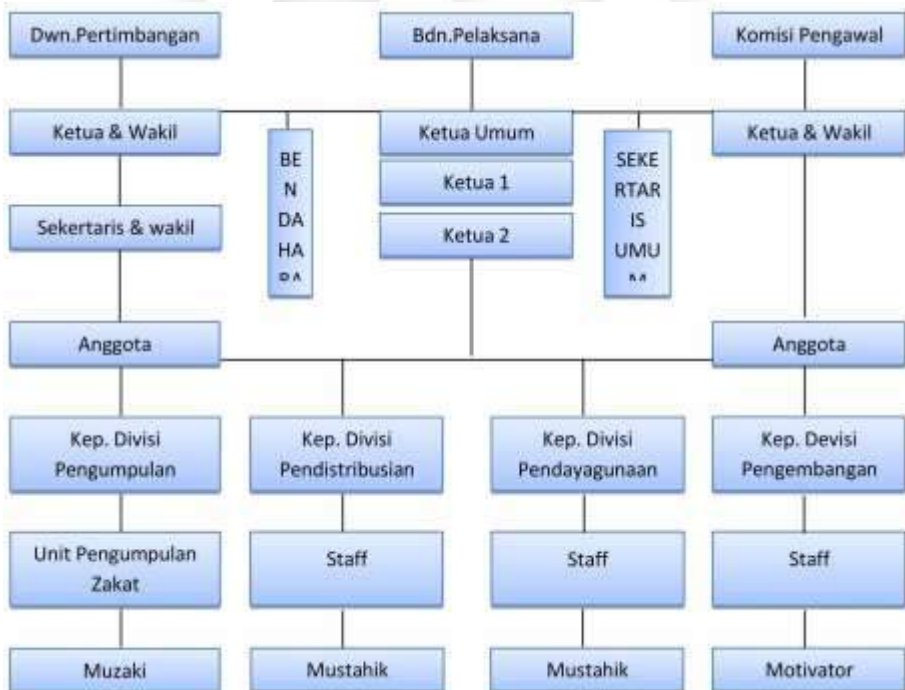 Dwn.Pertimbangan
Bdn.Pelaksana
Komisi Pengawal
Ketua & Wakil
Ketua Umum
Ketua & Wakil
BE
N
DA
HA
RA
Ketua 1
SEKE
RTAR
IS
UMU
M
Sekertaris & wakil
Ketua 2
Anggota
Anggota
Kep. Divisi
Pengumpulan
Kep. Divisi
Pendistribusian
Kep. Divisi
Pendayagunaan
Kep. Devisi
Pengembangan
Unit Pengumpulan
Zakat
Staff
Staff
Staff
Muzaki
Mustahik
Mustahik
Motivator